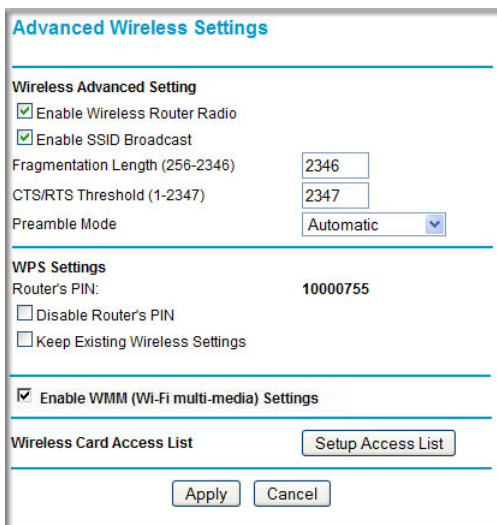 Advanced Wireless Settings
Wireless Advanced Setting
Enable Wireless Router Radio
Enable SSID Broadcast
Fragmentation Length (256-2346) 2346
CTS/RTS Threshold (1-2347) 2347
Preamble Mode Automatic
WPS Settings
Router's PIN: 10000755
Disable Router's PIN
Keep Existing Wireless Settings
Enable WMM (Wi-Fi multi-media) Settings
Wireless Card Access List Setup Access List
Apply Cancel